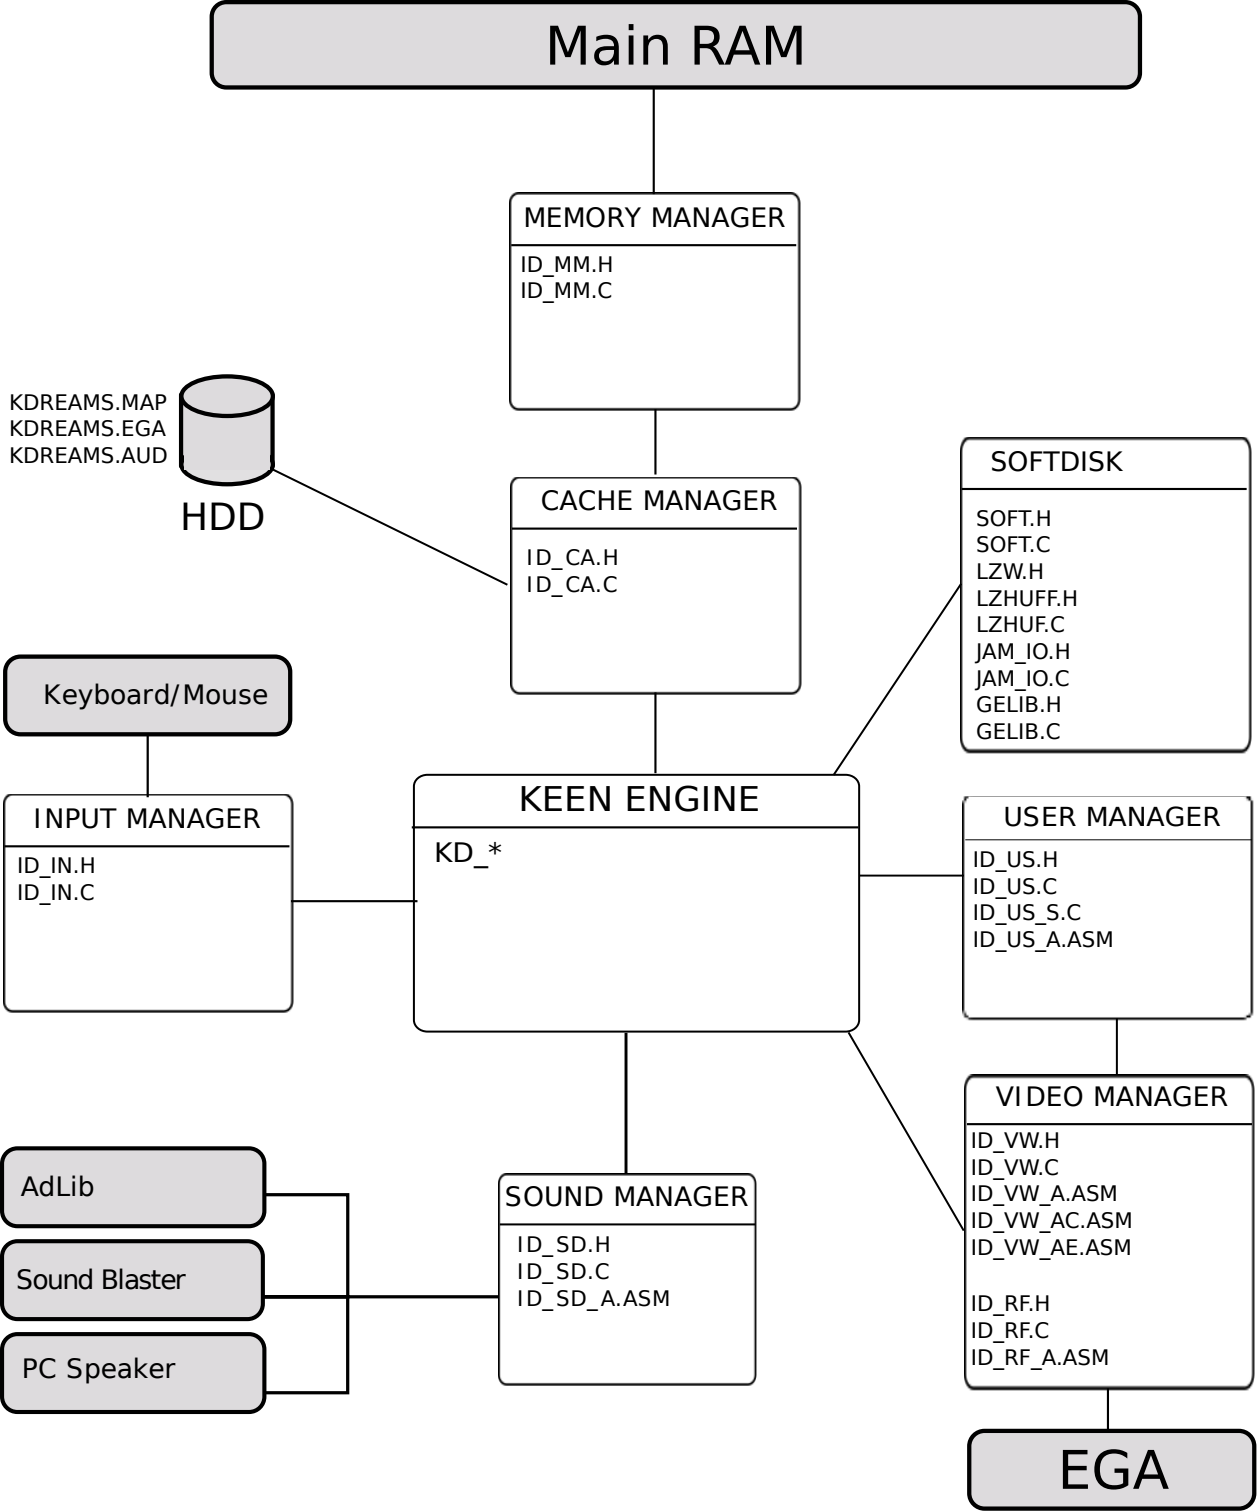 Main RAM
MEMORY MANAGER
ID_MM.H
ID_MM.C
KDREAMS.MAP
KDREAMS.EGA
KDREAMS.AUD
HDD
CACHE MANAGER
ID_CA.H
ID_CA.C
SOFTDISK
SOFT.H
SOFT.C
LZW.H
LZHUFF.H
LZHUF.C
JAM_IO.H
JAM_IO.C
GELIB.H
GELIB.C
Keyboard/Mouse
INPUT MANAGER
ID_IN.H
ID_IN.C
KEEN ENGINE
KD_*
USER MANAGER
ID_US.H
ID_US.C
ID_US_S.C
ID_US_A.ASM
VIDEO MANAGER
ID_VW.H
ID_VW.C
ID_VW_A.ASM
ID_VW_AC.ASM
ID_VW_AE.ASM
ID_RF.H
ID_RF.C
ID_RF_A.ASM
AdLib
Sound Blaster
PC Speaker
SOUND MANAGER
ID_SD.H
ID_SD.C
ID_SD_A.ASM
EGA